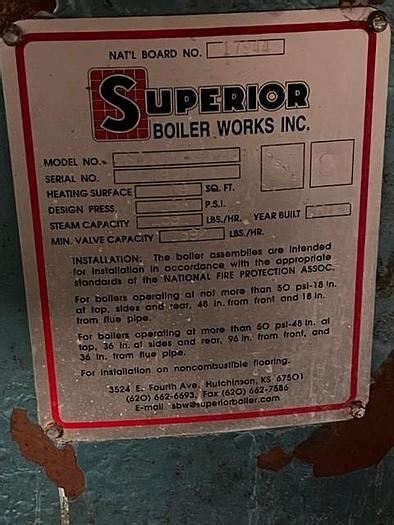 NAT'L BOARD NO.
SUPERIOR
BOILER WORKS INC.
MODEL NO.
SERIAL NO.
HEATING SURFACE SQ. FT.
DESIGN PRESS. P.S.I.
STEAM CAPACITY LBS./HR. YEAR BUILT
MIN. VALVE CAPACITY LBS./HR.
INSTALLATION: The boiler assemblies are intended
for installation in accordance with the appropriate
standards of the NATIONAL FIRE PROTECTION ASSOC.
For boilers operating at not more than 50 psi-18 in.
at top, sides and rear, 48 in. from front and 18 in.
from flue pipe.
For boilers operating at more than 50 psi-48 in. at
top, 36 in. at sides and rear, 96 in. from front, and
36 in. from flue pipe.
For installation on noncombustible flooring.
3524 E. Fourth Ave. Hutchinson, KS 67501
(620) 662-6693, Fax (620) 662-7586
E-mail sbw@superiorboiler.com